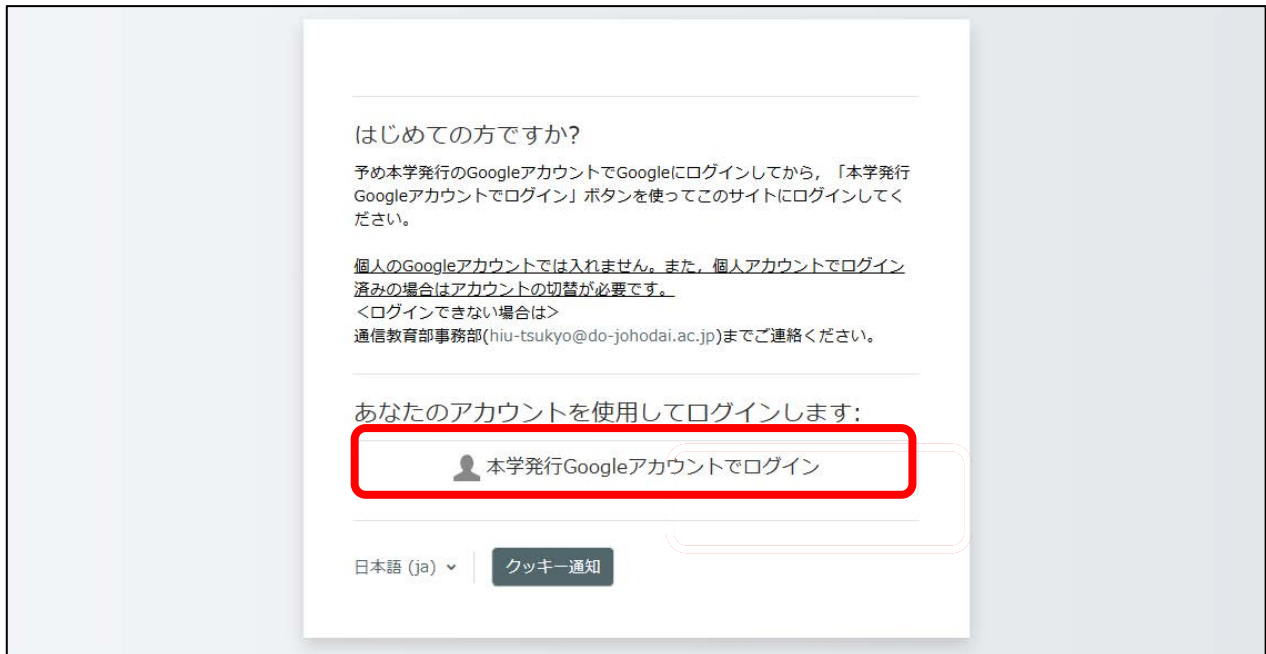 はじめての方ですか?
予め本学発行のGoogleアカウントでGoogleにログインしてから，「本学発行
Googleアカウントでログイン」ボタンを使ってこのサイトにログインしてく
ださい。
個人のGoogleアカウントでは入れません。また，個人アカウントでログイン
済みの場合はアカウントの切替が必要です。
＜ログインできない場合は＞
通信教育部事務部(hiu-tsukyo@do-johodai.ac.jp)までご連絡ください。
あなたのアカウントを使用してログインします:
本学発行Googleアカウントでログイン
日本語 (ja) クッキー通知